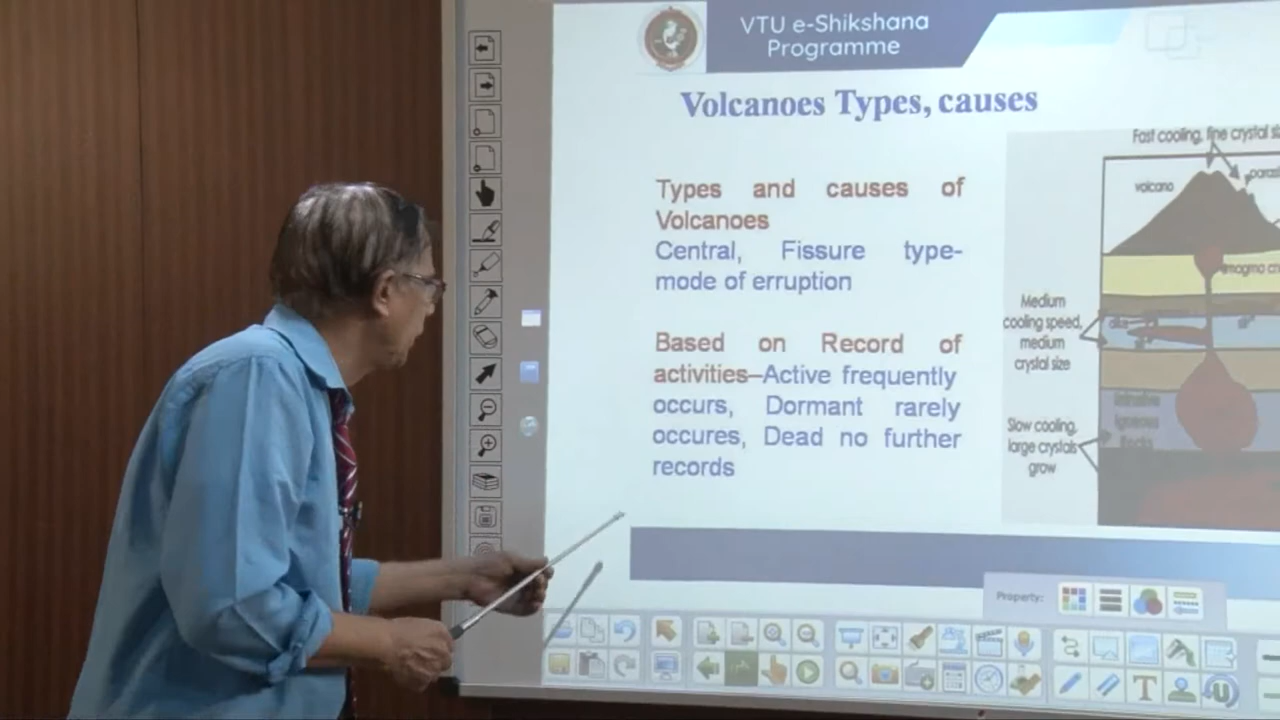 VTU e-Shikshana
Programme
Volcanoes Types, causes
Types and causes of
Volcanoes
Central, Fissure type-
mode of erruption
Based on Record of
activities–Active frequently
occurs, Dormant rarely
occures, Dead no further
records
Fast cooling, fine crystal
volcano
Medium
cooling speed,
medium
crystal size
Slow cooling,
large crystals
grow
Property: